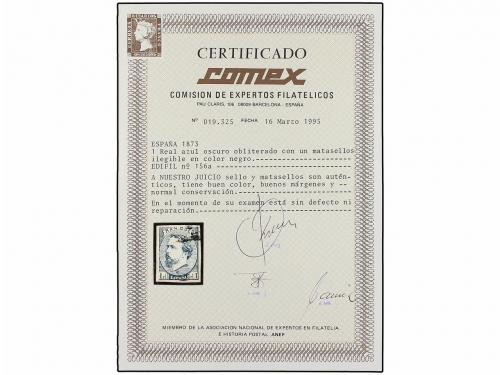 CERTIFICADO
comex
COMISION DE EXPERTOS FILATELICOS
PAU CLARIS, 106 08009-BARCELONA - ESPAÑA
Nº 019.325 FECHA 16 Marzo 1995
ESPAÑA 1873
1 Real azul oscuro obliterado con un matasellos
ilegible en color negro.
EDIFIL nº 156a
A NUESTRO JUICIO sello y matasellos son autén-
ticos, tiene buen color, buenos márgenes y --
normal conservación.
En el momento de su examen está sin defecto ni
reparación.
MIEMBRO DE LA ASOCIACION NACIONAL DE EXPERTOS EN FILATELIA
E HISTORIA POSTAL ANEF